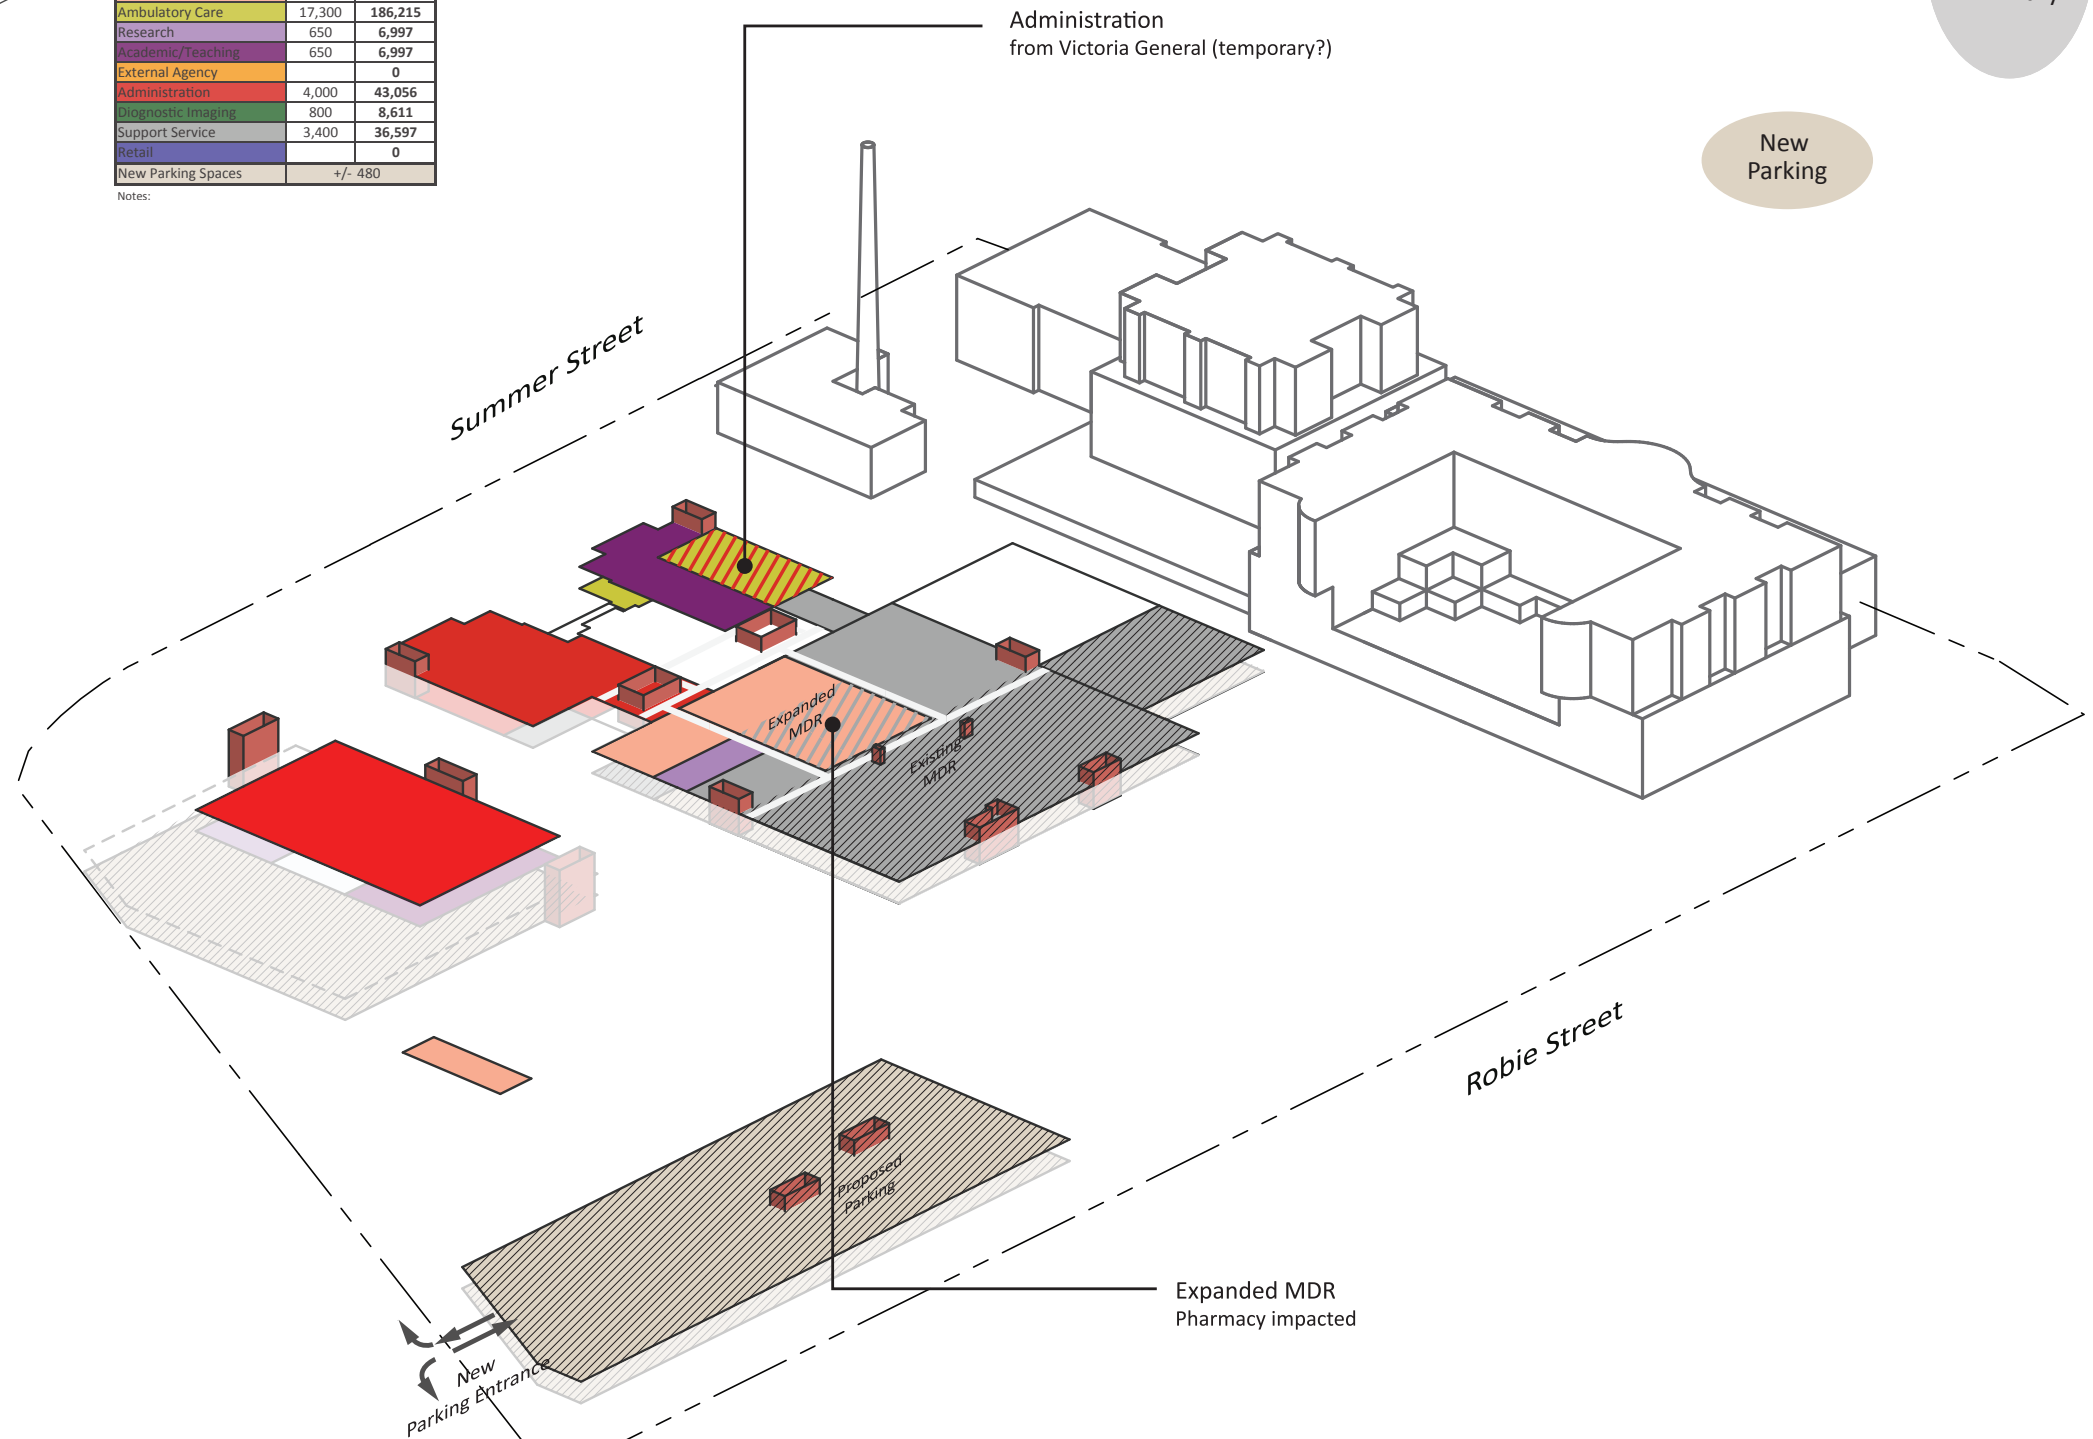 Ambulatory Care 17,300 186,215
Research 650 6,997
Academic/Teaching 650 6,997
External Agency 0
Administration 4,000 43,056
Diagnostic Imaging 800 8,611
Support Service 3,400 36,597
Retail 0
New Parking Spaces +/- 480
Notes:
Administration
from Victoria General (temporary?)
New
Parking
Summer Street
Expanded
MDR
Existing
MDR
Robie Street
Proposed
Parking
Expanded MDR
Pharmacy impacted
New
Parking Entrance